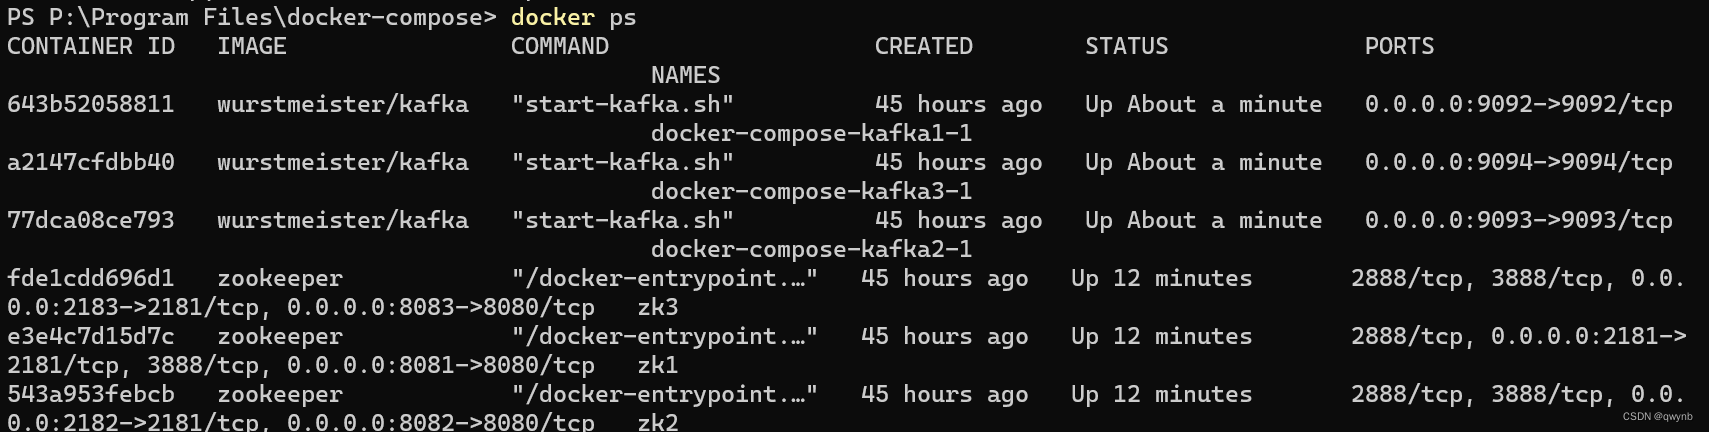 PS P:\Program Files\docker-compose> docker ps
CONTAINER ID   IMAGE                COMMAND                   CREATED        STATUS              PORTS
                                              NAMES
643b52058811   wurstmeister/kafka   "start-kafka.sh"          45 hours ago   Up About a minute   0.0.0.0:9092->9092/tcp
                                              docker-compose-kafka1-1
a2147cfdbb40   wurstmeister/kafka   "start-kafka.sh"          45 hours ago   Up About a minute   0.0.0.0:9094->9094/tcp
                                              docker-compose-kafka3-1
77dca08ce793   wurstmeister/kafka   "start-kafka.sh"          45 hours ago   Up About a minute   0.0.0.0:9093->9093/tcp
                                              docker-compose-kafka2-1
fde1cdd696d1   zookeeper            "/docker-entrypoint.…"   45 hours ago   Up 12 minutes       2888/tcp, 3888/tcp, 0.0.
0.0:2183->2181/tcp, 0.0.0.0:8083->8080/tcp   zk3
e3e4c7d15d7c   zookeeper            "/docker-entrypoint.…"   45 hours ago   Up 12 minutes       2888/tcp, 0.0.0.0:2181->
2181/tcp, 3888/tcp, 0.0.0.0:8081->8080/tcp   zk1
543a953febcb   zookeeper            "/docker-entrypoint.…"   45 hours ago   Up 12 minutes       2888/tcp, 3888/tcp, 0.0.
0.0:2182->2181/tcp, 0.0.0.0:8082->8080/tcp   zk2
CSDN @qwynb